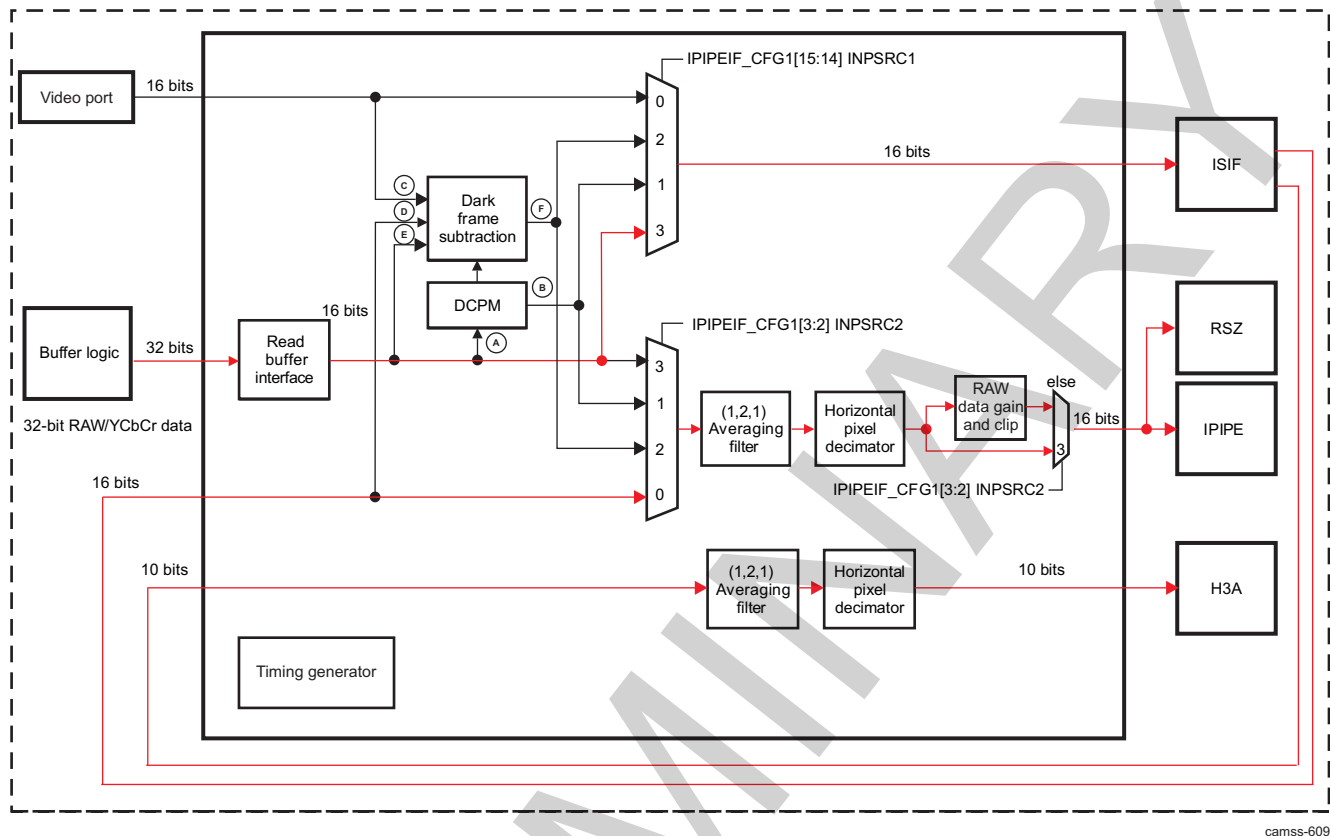 IPIPEIF_CFG1[15:14] INPSRC1
Video port
16 bits
0
2
1
3
16 bits
ISIF
C
D
E
Dark
frame
subtraction
F
DCPM
B
A
16 bits
Buffer logic
32 bits
Read
buffer
interface
32-bit RAW/YCbCr data
IPIPEIF_CFG1[3:2] INPSRC2
3
1
2
0
(1,2,1)
Averaging
filter
Horizontal
pixel
decimator
RAW
data gain
and clip
else
3
16 bits
IPIPEIF_CFG1[3:2] INPSRC2
RSZ
IPIPE
16 bits
10 bits
(1,2,1)
Averaging
filter
Horizontal
pixel
decimator
10 bits
H3A
Timing generator
MINARY
camss-609